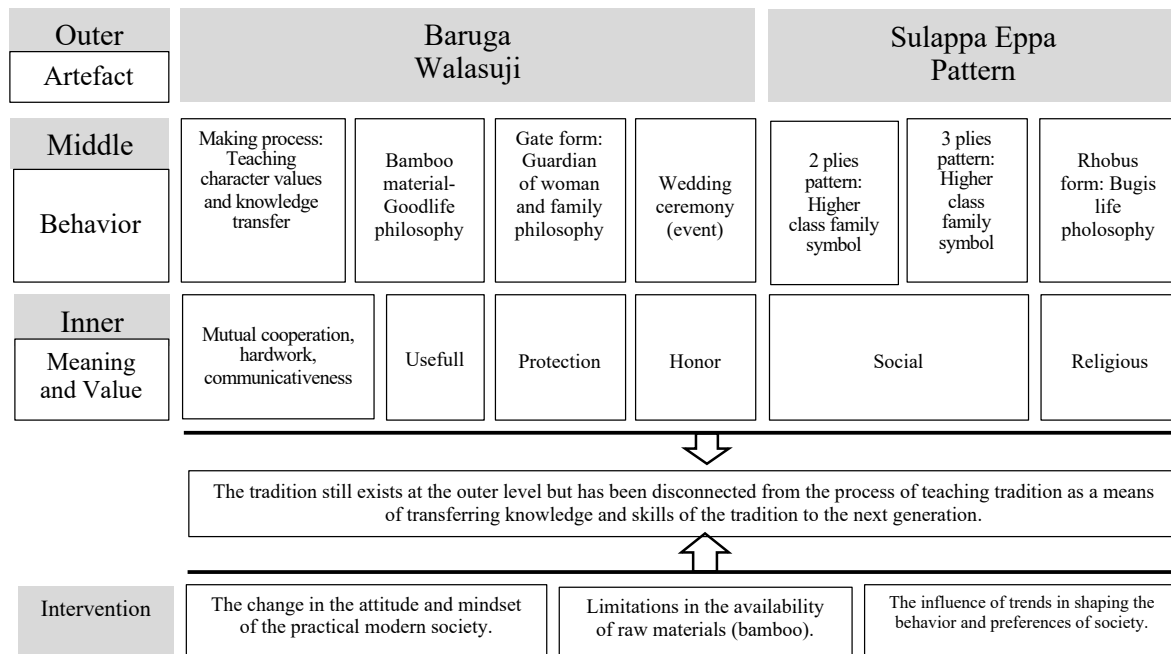 Outer
Artefact
Baruga
Walasuji
Sulappa Eppa
Pattern
Middle
Behavior
Making process:
Teaching
character values
and knowledge
transfer
Bamboo
material-
Goodlife
philosophy
Gate form:
Guardian
of woman
and family
philosophy
Wedding
ceremony
(event)
2 plies
pattern:
Higher
class family
symbol
3 plies
pattern:
Higher
class
family
symbol
Rhobus
form: Bugis
life
pholosophy
Inner
Meaning
and Value
Mutual cooperation,
hardwork,
communicativeness
Usefull
Protection
Honor
Social
Religious
The tradition still exists at the outer level but has been disconnected from the process of teaching tradition as a means
of transferring knowledge and skills of the tradition to the next generation.
Intervention
The change in the attitude and mindset
of the practical modern society.
Limitations in the availability
of raw materials (bamboo).
The influence of trends in shaping the
behavior and preferences of society.